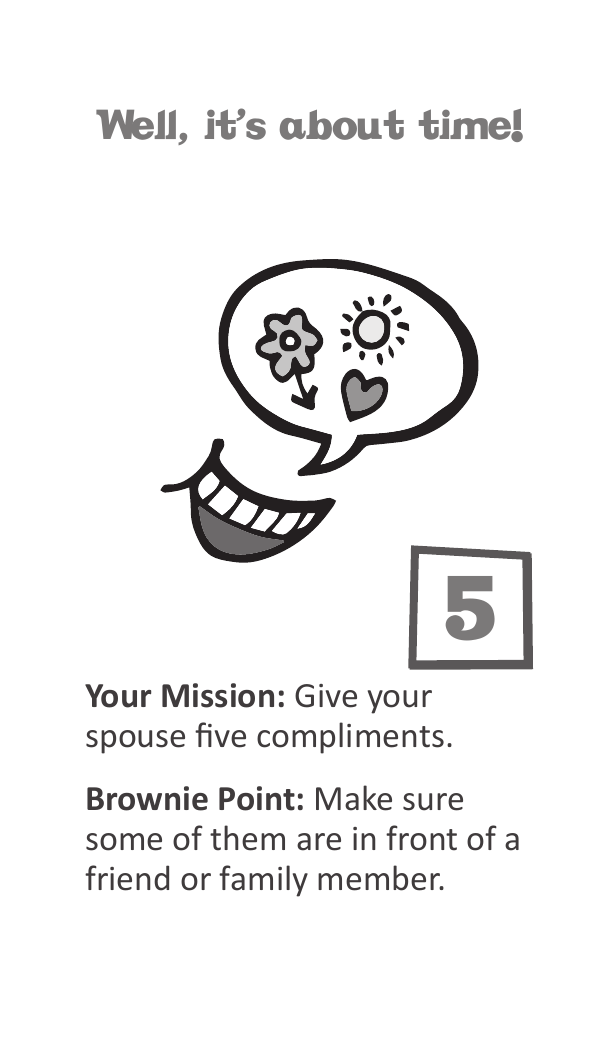 Well, it's about time!
5
Your Mission: Give your
spouse five compliments.
Brownie Point: Make sure
some of them are in front of a
friend or family member.